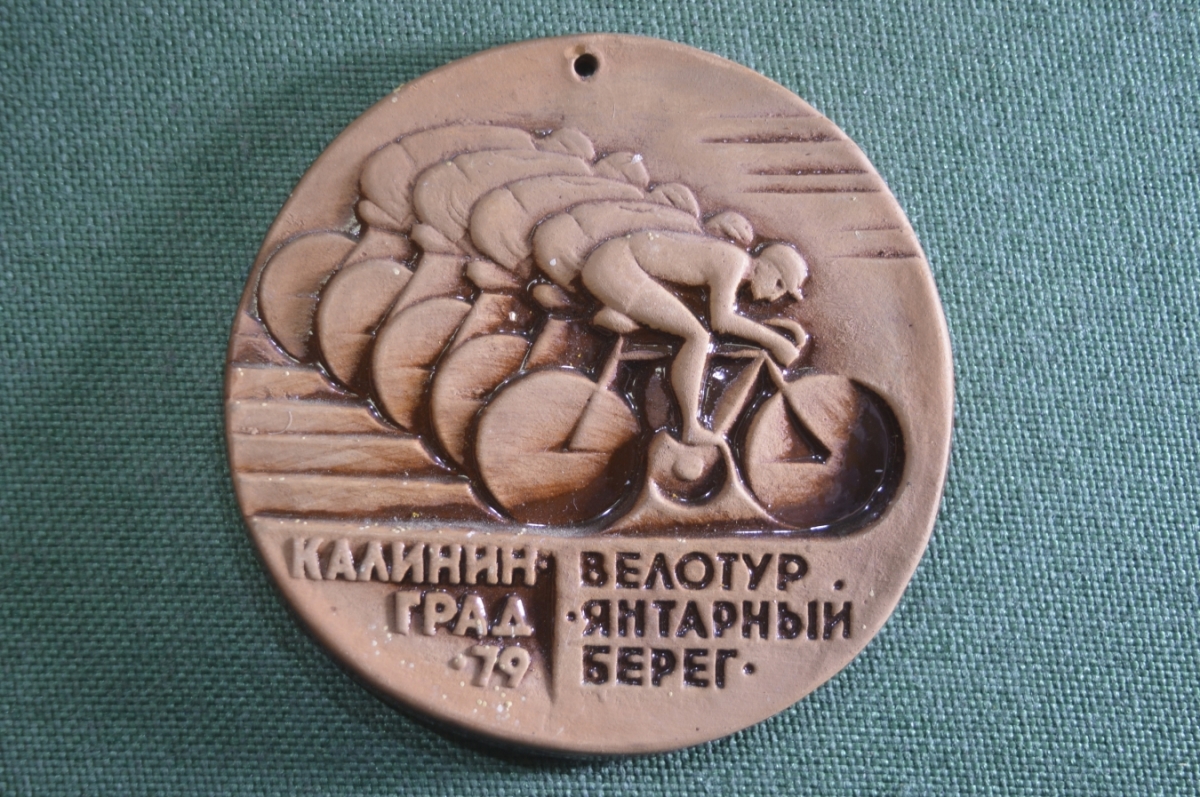 КАЛИНИН·
ГРАД
·79
ВЕЛОТУР
·ЯНТАРНЫЙ
БЕРЕГ·